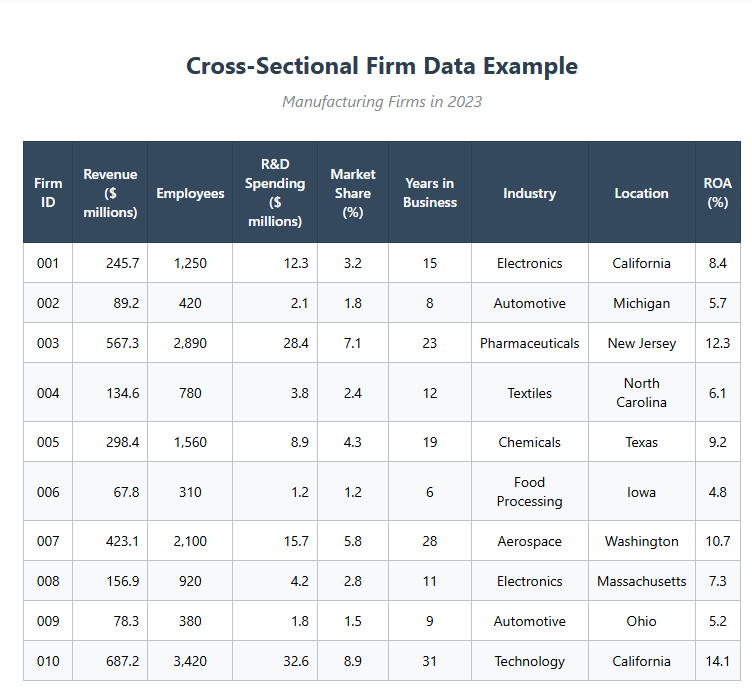 Cross-Sectional Firm Data Example
Manufacturing Firms in 2023
Firm ID Revenue ($ millions) Employees R&D Spending ($ millions) Market Share (%) Years in Business Industry Location ROA (%)
001 245.7 1,250 12.3 3.2 15 Electronics California 8.4
002 89.2 420 2.1 1.8 8 Automotive Michigan 5.7
003 567.3 2,890 28.4 7.1 23 Pharmaceuticals New Jersey 12.3
004 134.6 780 3.8 2.4 12 Textiles North Carolina 6.1
005 298.4 1,560 8.9 4.3 19 Chemicals Texas 9.2
006 67.8 310 1.2 1.2 6 Food Processing Iowa 4.8
007 423.1 2,100 15.7 5.8 28 Aerospace Washington 10.7
008 156.9 920 4.2 2.8 11 Electronics Massachusetts 7.3
009 78.3 380 1.8 1.5 9 Automotive Ohio 5.2
010 687.2 3,420 32.6 8.9 31 Technology California 14.1